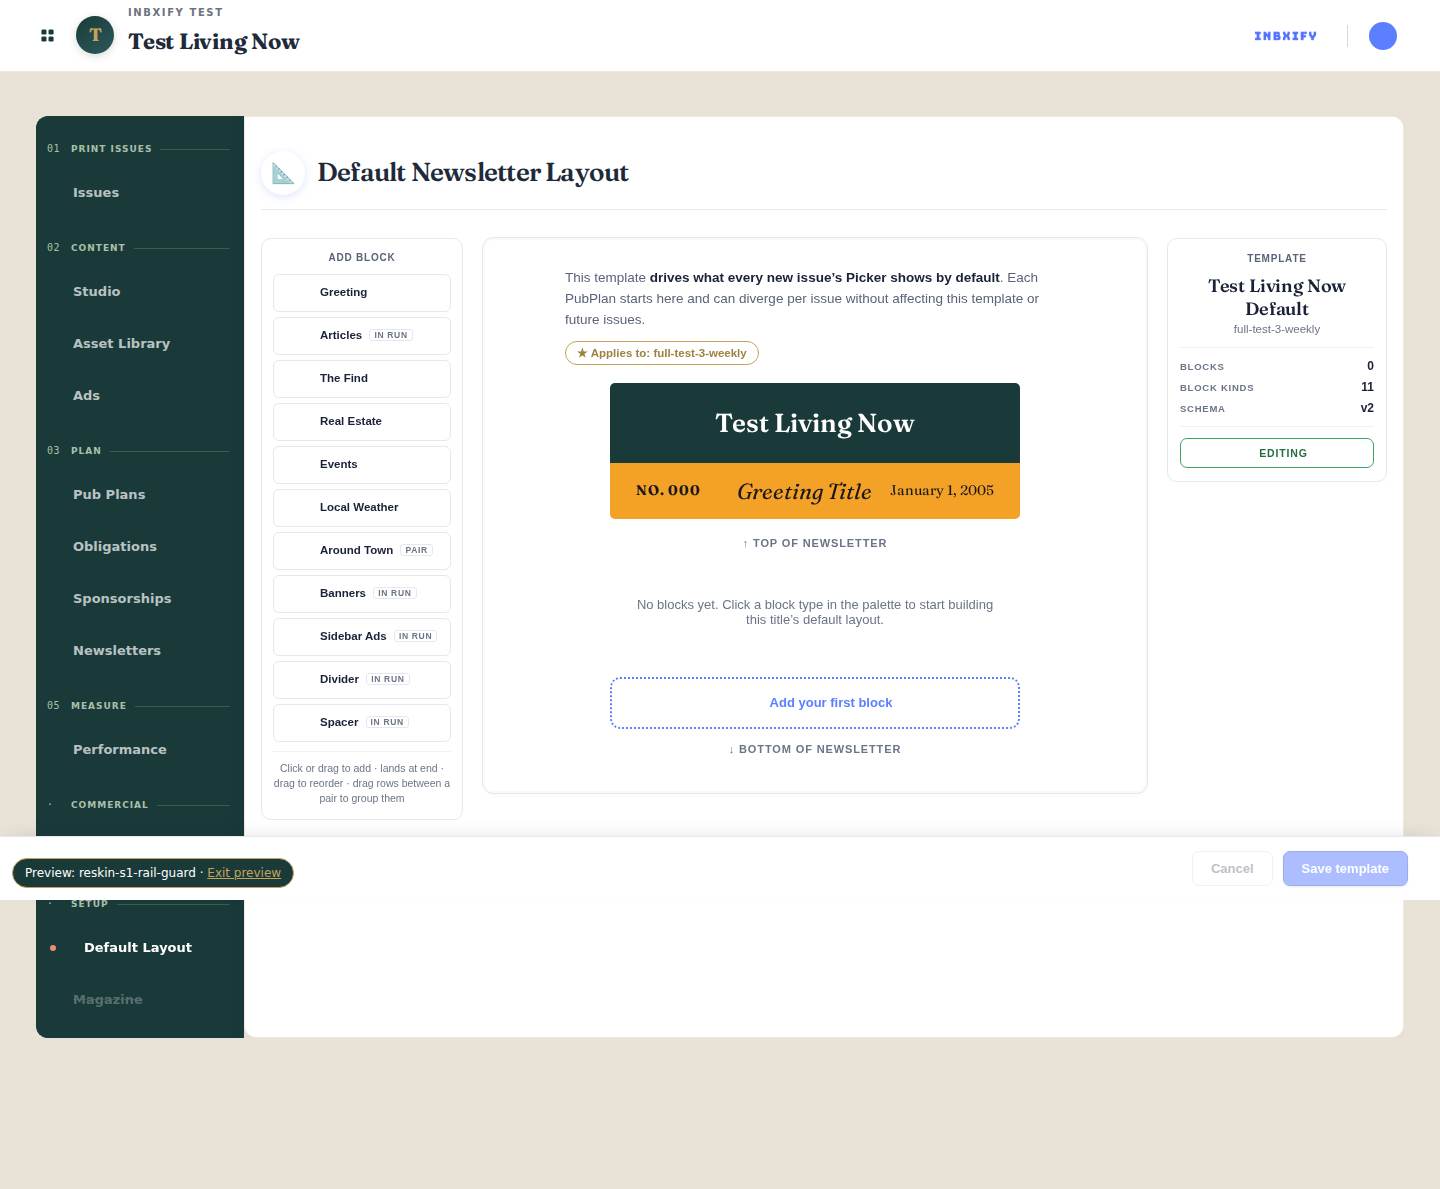 INBXIFY TEST
T
Test Living Now
INBXIFY
01 PRINT ISSUES
Issues
02 CONTENT
Studio
Asset Library
Ads
03 PLAN
Pub Plans
Obligations
Sponsorships
Newsletters
05 MEASURE
Performance
· COMMERCIAL
· SETUP
Default Layout
Magazine
Default Newsletter Layout
ADD BLOCK
Greeting
Articles IN RUN
The Find
Real Estate
Events
Local Weather
Around Town PAIR
Banners IN RUN
Sidebar Ads IN RUN
Divider IN RUN
Spacer IN RUN
Click or drag to add · lands at end ·
drag to reorder · drag rows between a
pair to group them
This template drives what every new issue’s Picker shows by default. Each
PubPlan starts here and can diverge per issue without affecting this template or
future issues.
★ Applies to: full-test-3-weekly
Test Living Now
NO. 000 Greeting Title January 1, 2005
↑ TOP OF NEWSLETTER
No blocks yet. Click a block type in the palette to start building
this title’s default layout.
Add your first block
↓ BOTTOM OF NEWSLETTER
TEMPLATE
Test Living Now
Default
full-test-3-weekly
BLOCKS 0
BLOCK KINDS 11
SCHEMA v2
EDITING
Preview: reskin-s1-rail-guard · Exit preview
Cancel
Save template